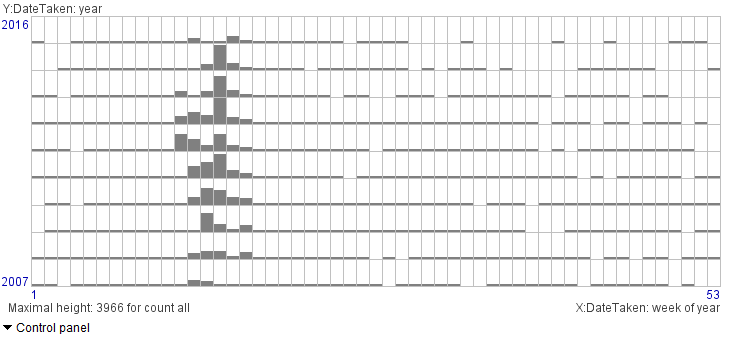 Y:DateTaken: year
2016
2007
1 53
Maximal height: 3966 for count all X:DateTaken: week of year
Control panel